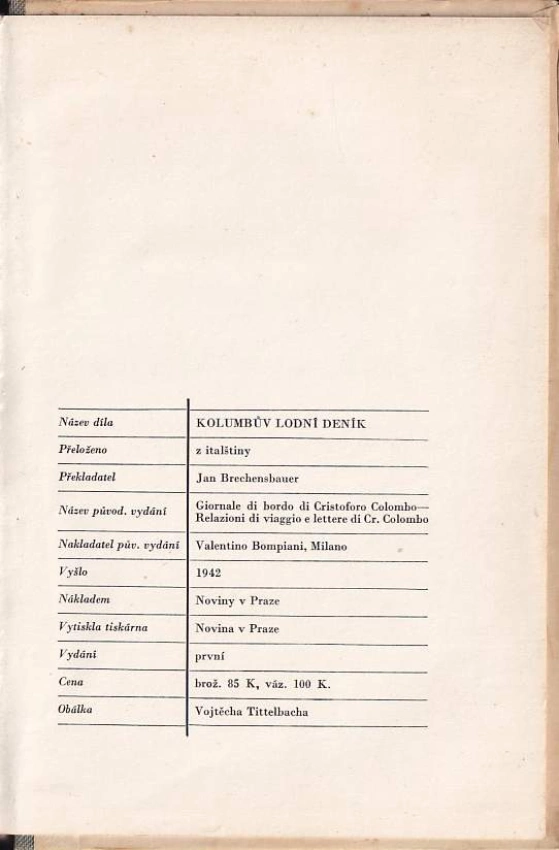 Název díla KOLUMBŮV LODNÍ DENÍK
Přeloženo z italštiny
Překladatel Jan Brechensbauer
Název původ. vydání Giornale di bordo di Cristoforo Colombo—
Relazioni di viaggio e lettere di Cr. Colombo
Nakladatel pův. vydání Valentino Bompiani, Milano
Vyšlo 1942
Nákladem Noviny v Praze
Vytiskla tiskárna Novina v Praze
Vydání první
Cena brož. 85 K, váz. 100 K.
Obálka Vojtěcha Tittelbacha